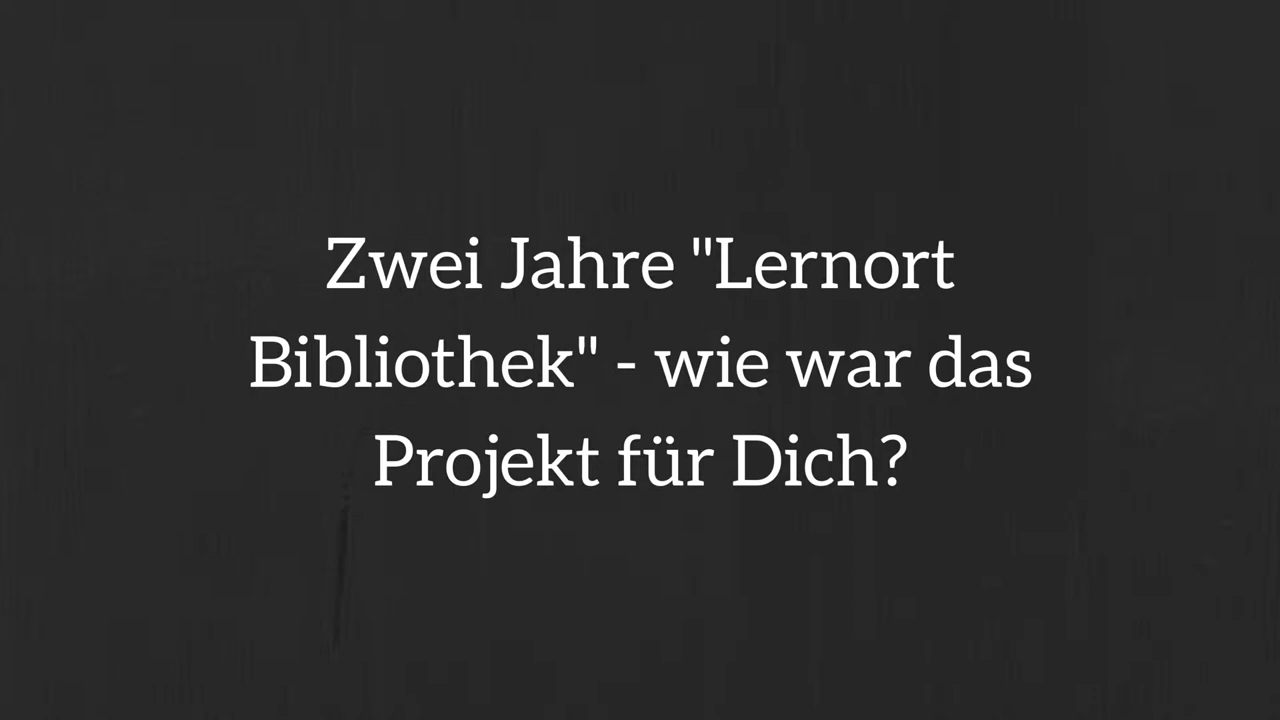 Zwei Jahre "Lernort
Bibliothek" - wie war das
Projekt für Dich?